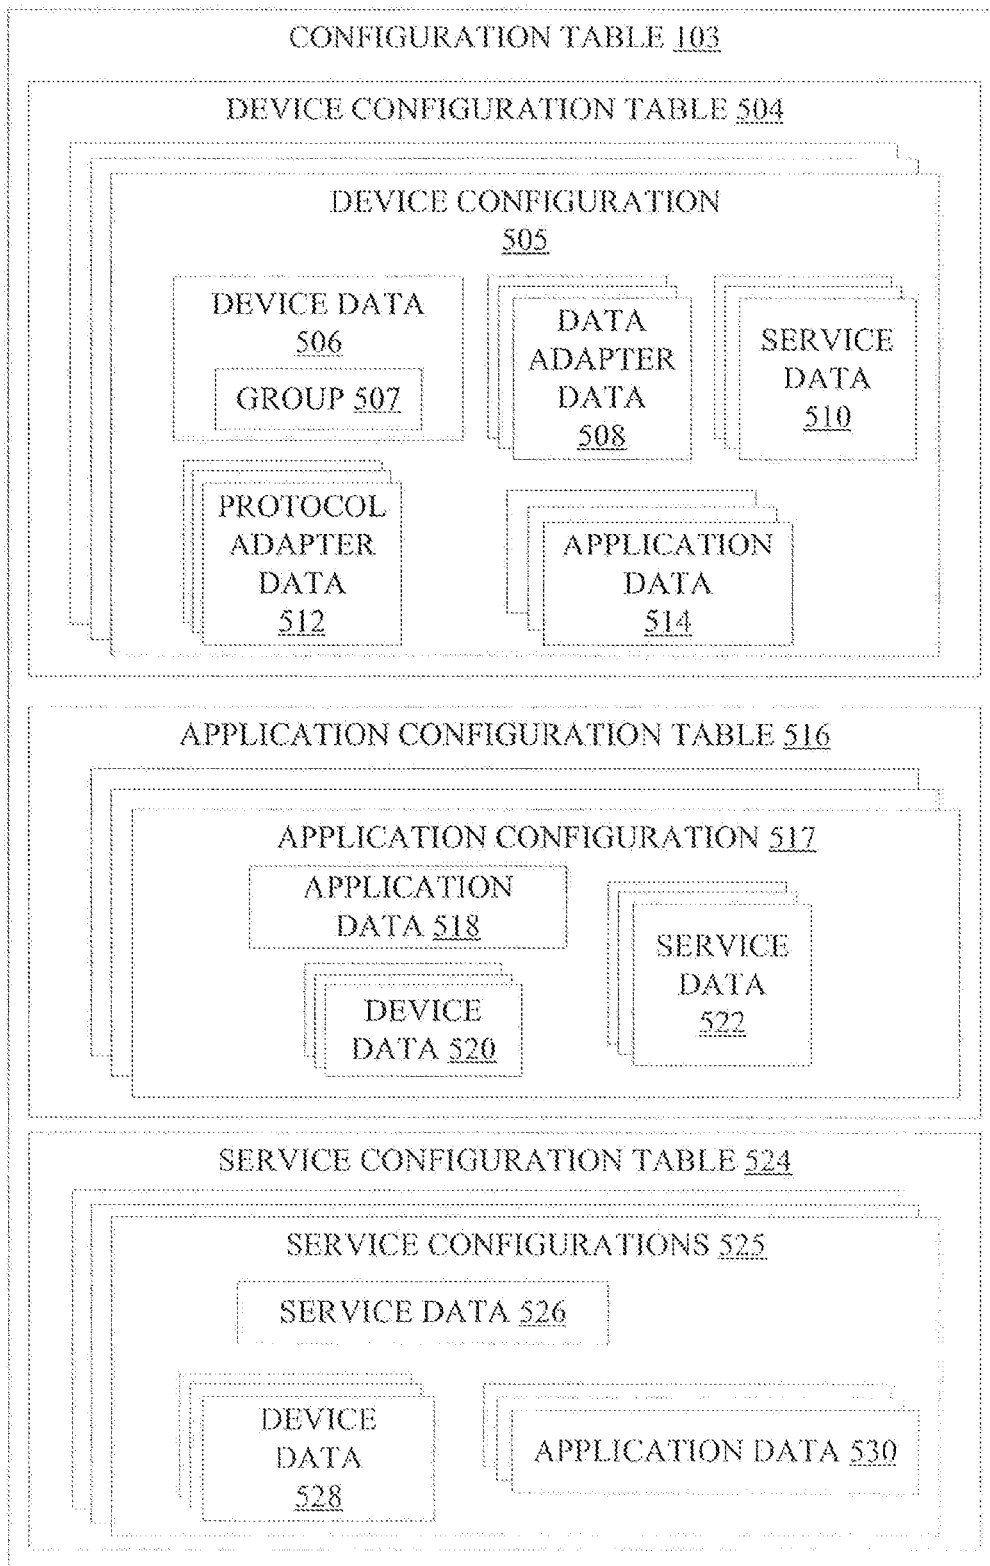 CONFIGURATION TABLE 103
DEVICE CONFIGURATION TABLE 504
DEVICE CONFIGURATION
505
DEVICE DATA
506
GROUP 507
DATA
ADAPTER
DATA
508
SERVICE
DATA
510
PROTOCOL
ADAPTER
DATA
512
APPLICATION
DATA
514
APPLICATION CONFIGURATION TABLE 516
APPLICATION CONFIGURATION 517
APPLICATION
DATA 518
DEVICE
DATA 520
SERVICE
DATA
522
SERVICE CONFIGURATION TABLE 524
SERVICE CONFIGURATIONS 525
SERVICE DATA 526
DEVICE
DATA
528
APPLICATION DATA 530